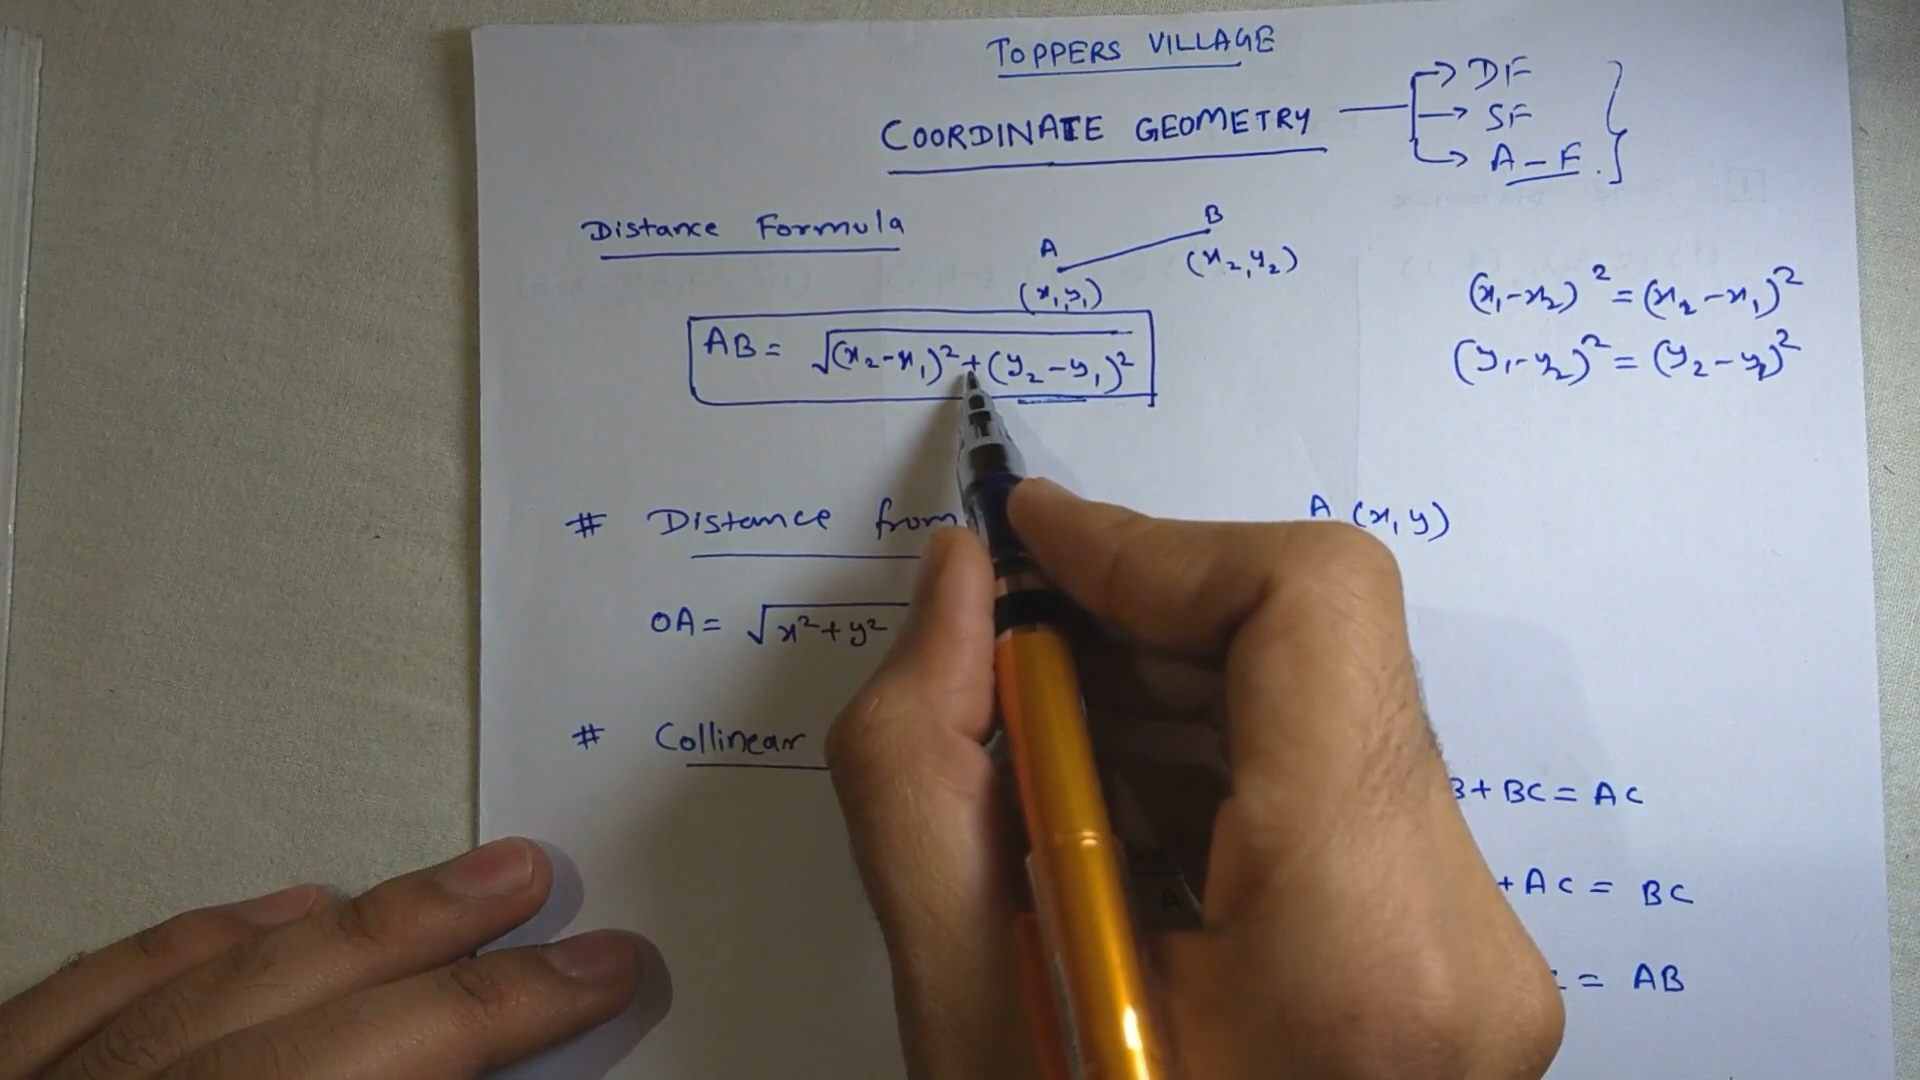 TOPPERS VILLAGE
COORDINATE GEOMETRY
→ DF
→ SF
→ A-F.
Distance Formula
A
B
(x₁,y₁)
(x₂,y₂)
AB = √(x₂-x₁)²+(y₂-y₁)²
(x₁-x₂)² = (x₂-x₁)²
(y₁-y₂)² = (y₂-y₁)²
# Distance from
A (x,y)
OA = √x²+y²
# Collinear
+ BC = AC
+ AC = BC
= AB